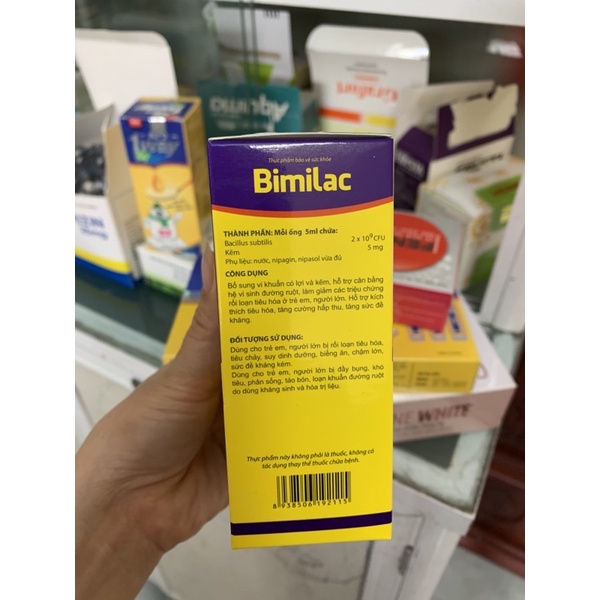 Thực phẩm bảo vệ sức khỏe
Bimilac
THÀNH PHẦN: Mỗi ống 5ml chứa:
Bacillus subtilis 2 x 10⁹ CFU
Kẽm 5 mg
Phụ liệu: nước, nipagin, nipasol vừa đủ
CÔNG DỤNG
Bổ sung vi khuẩn có lợi và kẽm, hỗ trợ cân bằng
hệ vi sinh đường ruột, làm giảm các triệu chứng
rối loạn tiêu hóa ở trẻ em, người lớn. Hỗ trợ kích
thích tiêu hóa, tăng cường hấp thu, tăng sức đề
kháng.
ĐỐI TƯỢNG SỬ DỤNG:
Dùng cho trẻ em, người lớn bị rối loạn tiêu hóa,
tiêu chảy, suy dinh dưỡng, biếng ăn, chậm lớn,
sức đề kháng kém.
Dùng cho trẻ em, người lớn bị đầy bụng, khó
tiêu, phân sống, táo bón, loạn khuẩn đường ruột
do dùng kháng sinh và hóa trị liệu.
Thực phẩm này không phải là thuốc, không có
tác dụng thay thế thuốc chữa bệnh.
8 938506 192115
WHITE